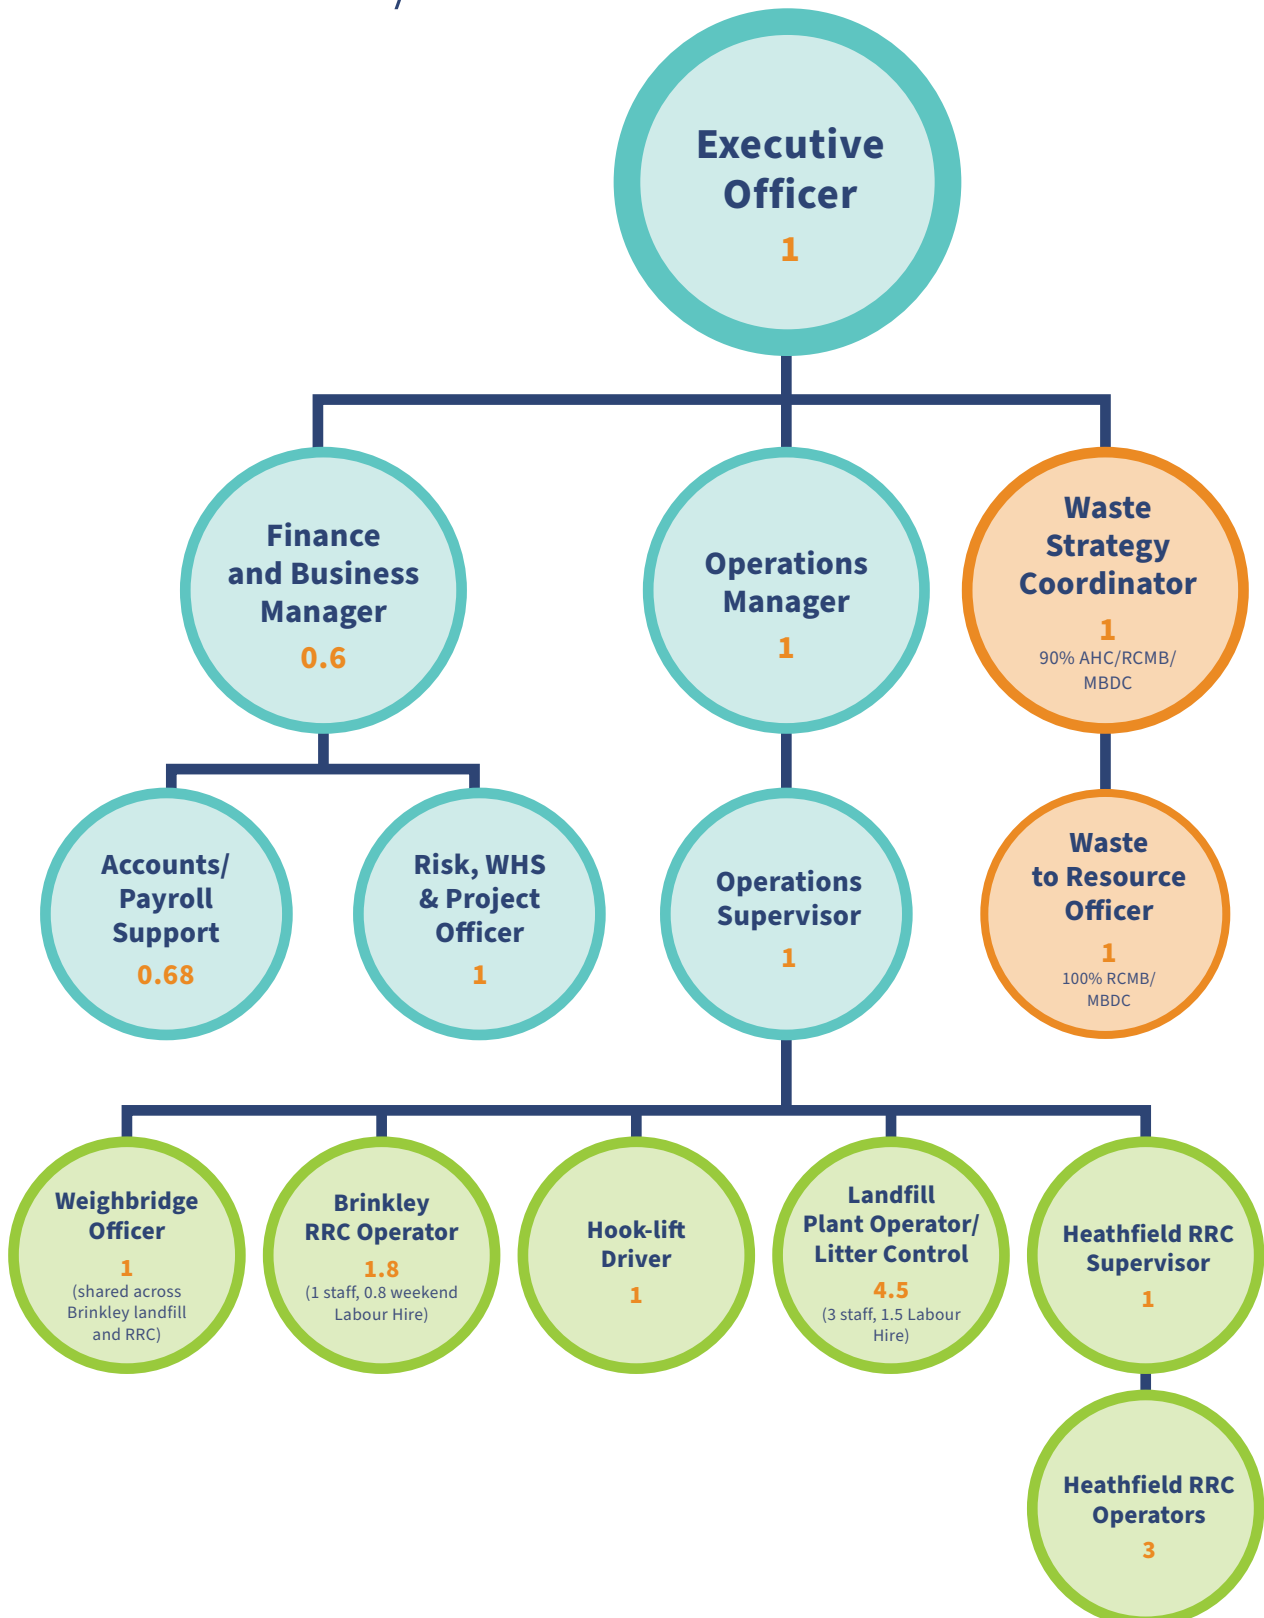 Executive
Officer
1
Finance
and Business
Manager
0.6
Operations
Manager
1
Waste
Strategy
Coordinator
1
90% AHC/RCMB/
MBDC
Accounts/
Payroll
Support
0.68
Risk, WHS
& Project
Officer
1
Operations
Supervisor
1
Waste
to Resource
Officer
1
100% RCMB/
MBDC
Weighbridge
Officer
1
(shared across
Brinkley landfill
and RRC)
Brinkley
RRC Operator
1.8
(1 staff, 0.8 weekend
Labour Hire)
Hook-lift
Driver
1
Landfill
Plant Operator/
Litter Control
4.5
(3 staff, 1.5 Labour
Hire)
Heathfield RRC
Supervisor
1
Heathfield RRC
Operators
3